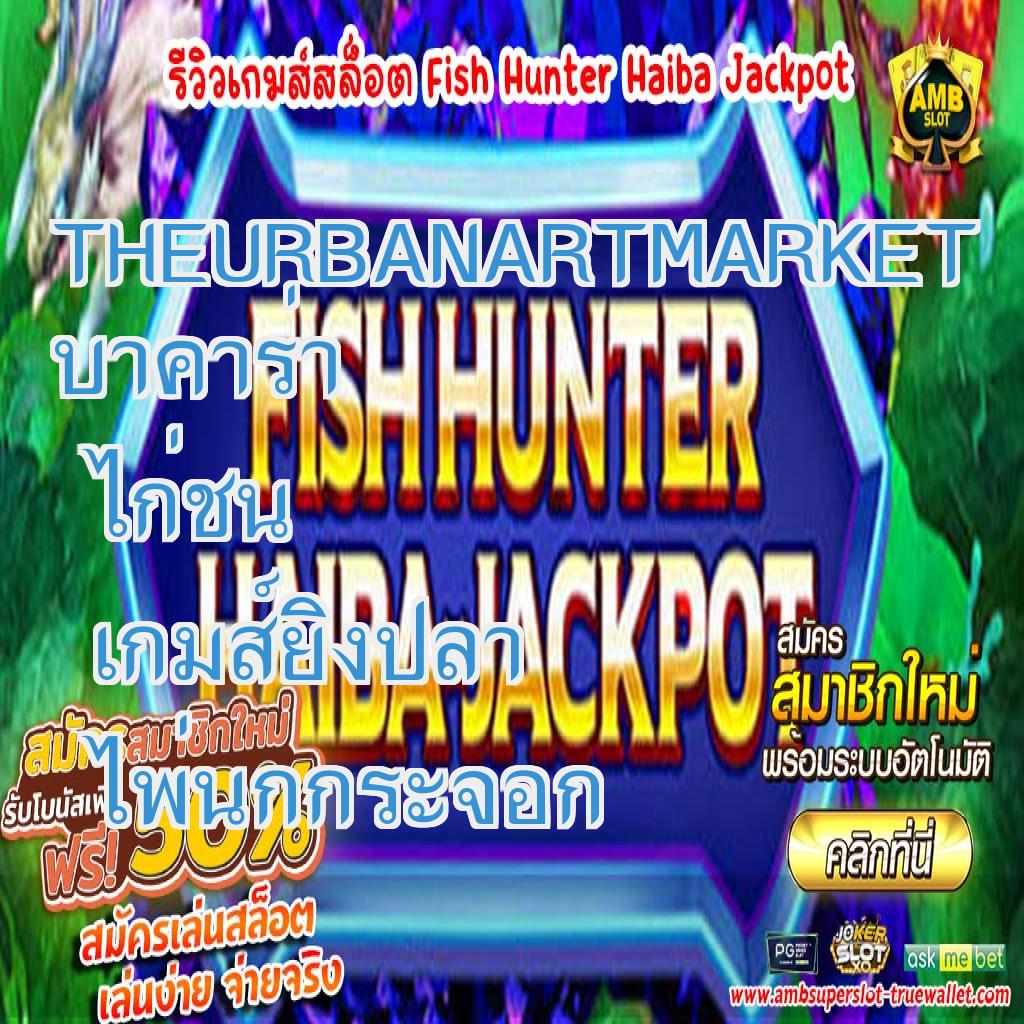 รีวิวเกมส์สล็อต Fish Hunter Haiba Jackpot
AMB
SLOT
THEURBANARTMARKET
บาคาร่า
FISH HUNTER
ไก่ชน
HAIBA JACKPOT
เกมส์ยิงปลา
สมัคร
สมาชิกใหม่
พร้อมระบบอัตโนมัติ
สมัครสมาชิกใหม่
ไพ่นกกระจอก
รับโบนัส
ฟรี! 50%
คลิกที่นี่
สมัครเล่นสล็อต
เล่นง่าย จ่ายจริง
PG
JOKER
SLOT
XO
ask me bet
www.ambsuperslot-truewallet.com